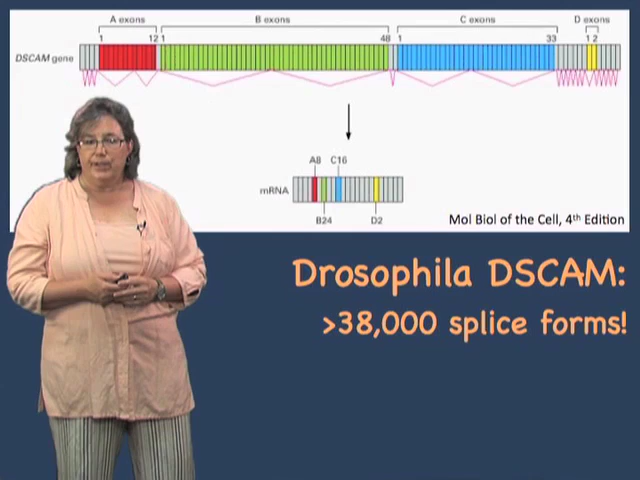 A exons B exons C exons D exons
1 12 1 48 1 33 1 2
DSCAM gene
A8 C16
mRNA
B24 D2
Mol Biol of the Cell, 4th Edition
Drosophila DSCAM:
>38,000 splice forms!